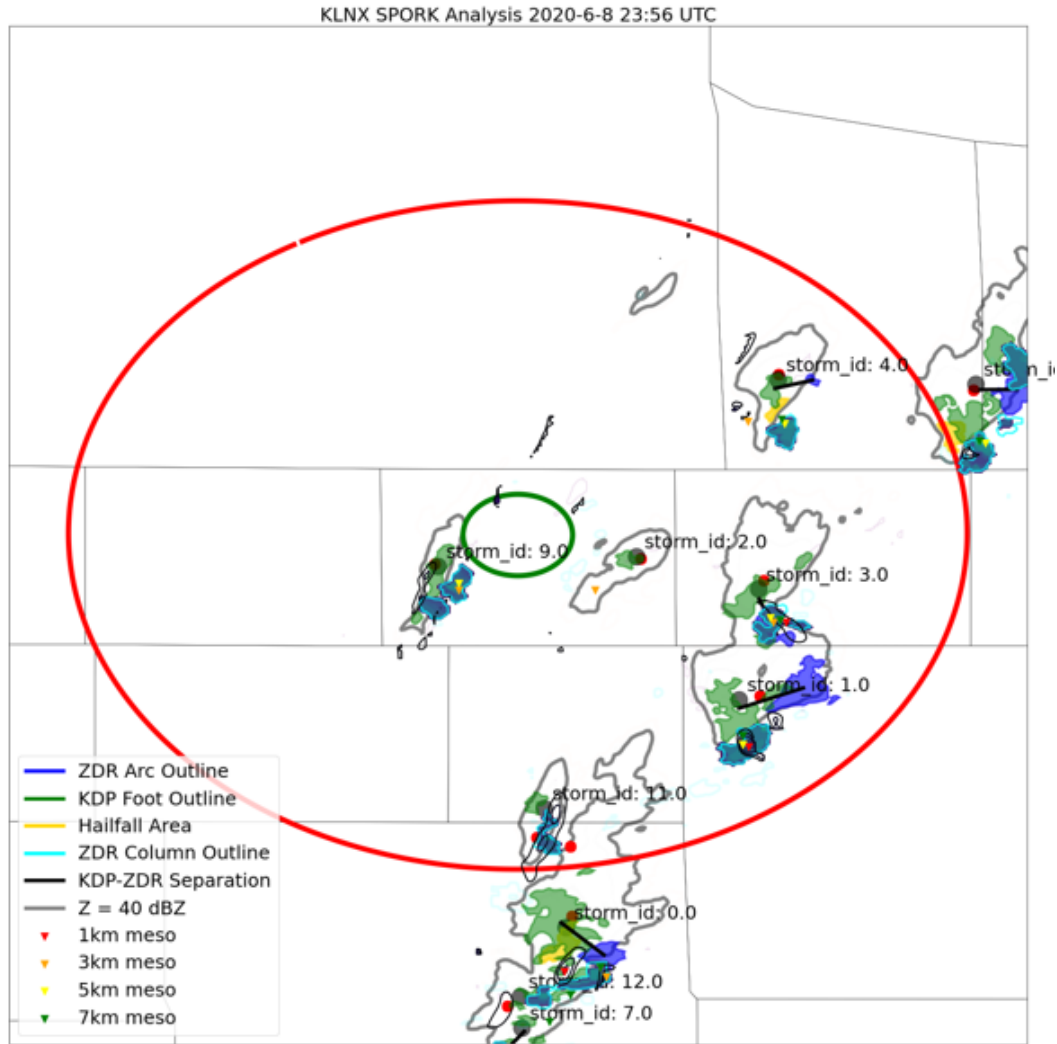 KLNX SPORK Analysis 2020-6-8 23:56 UTC
storm_id: 4.0
storm_id: 9.0
storm_id: 2.0
storm_id: 3.0
storm_id: 1.0
storm_id: 11.0
storm_id: 0.0
storm_id: 12.0
storm_id: 7.0
ZDR Arc Outline
KDP Foot Outline
Hailfall Area
ZDR Column Outline
KDP-ZDR Separation
Z = 40 dBZ
1km meso
3km meso
5km meso
7km meso